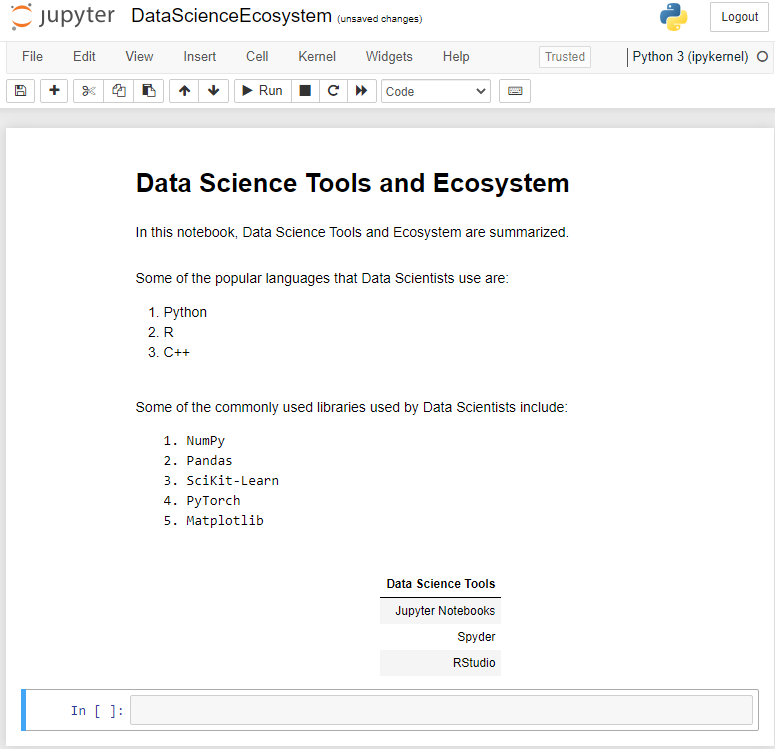 jupyter DataScienceEcosystem (unsaved changes) Logout
File Edit View Insert Cell Kernel Widgets Help Trusted Python 3 (ipykernel)
Run Code
Data Science Tools and Ecosystem
In this notebook, Data Science Tools and Ecosystem are summarized.
Some of the popular languages that Data Scientists use are:
1. Python
2. R
3. C++
Some of the commonly used libraries used by Data Scientists include:
1. NumPy
2. Pandas
3. SciKit-Learn
4. PyTorch
5. Matplotlib
Data Science Tools
Jupyter Notebooks
Spyder
RStudio
In [ ]: